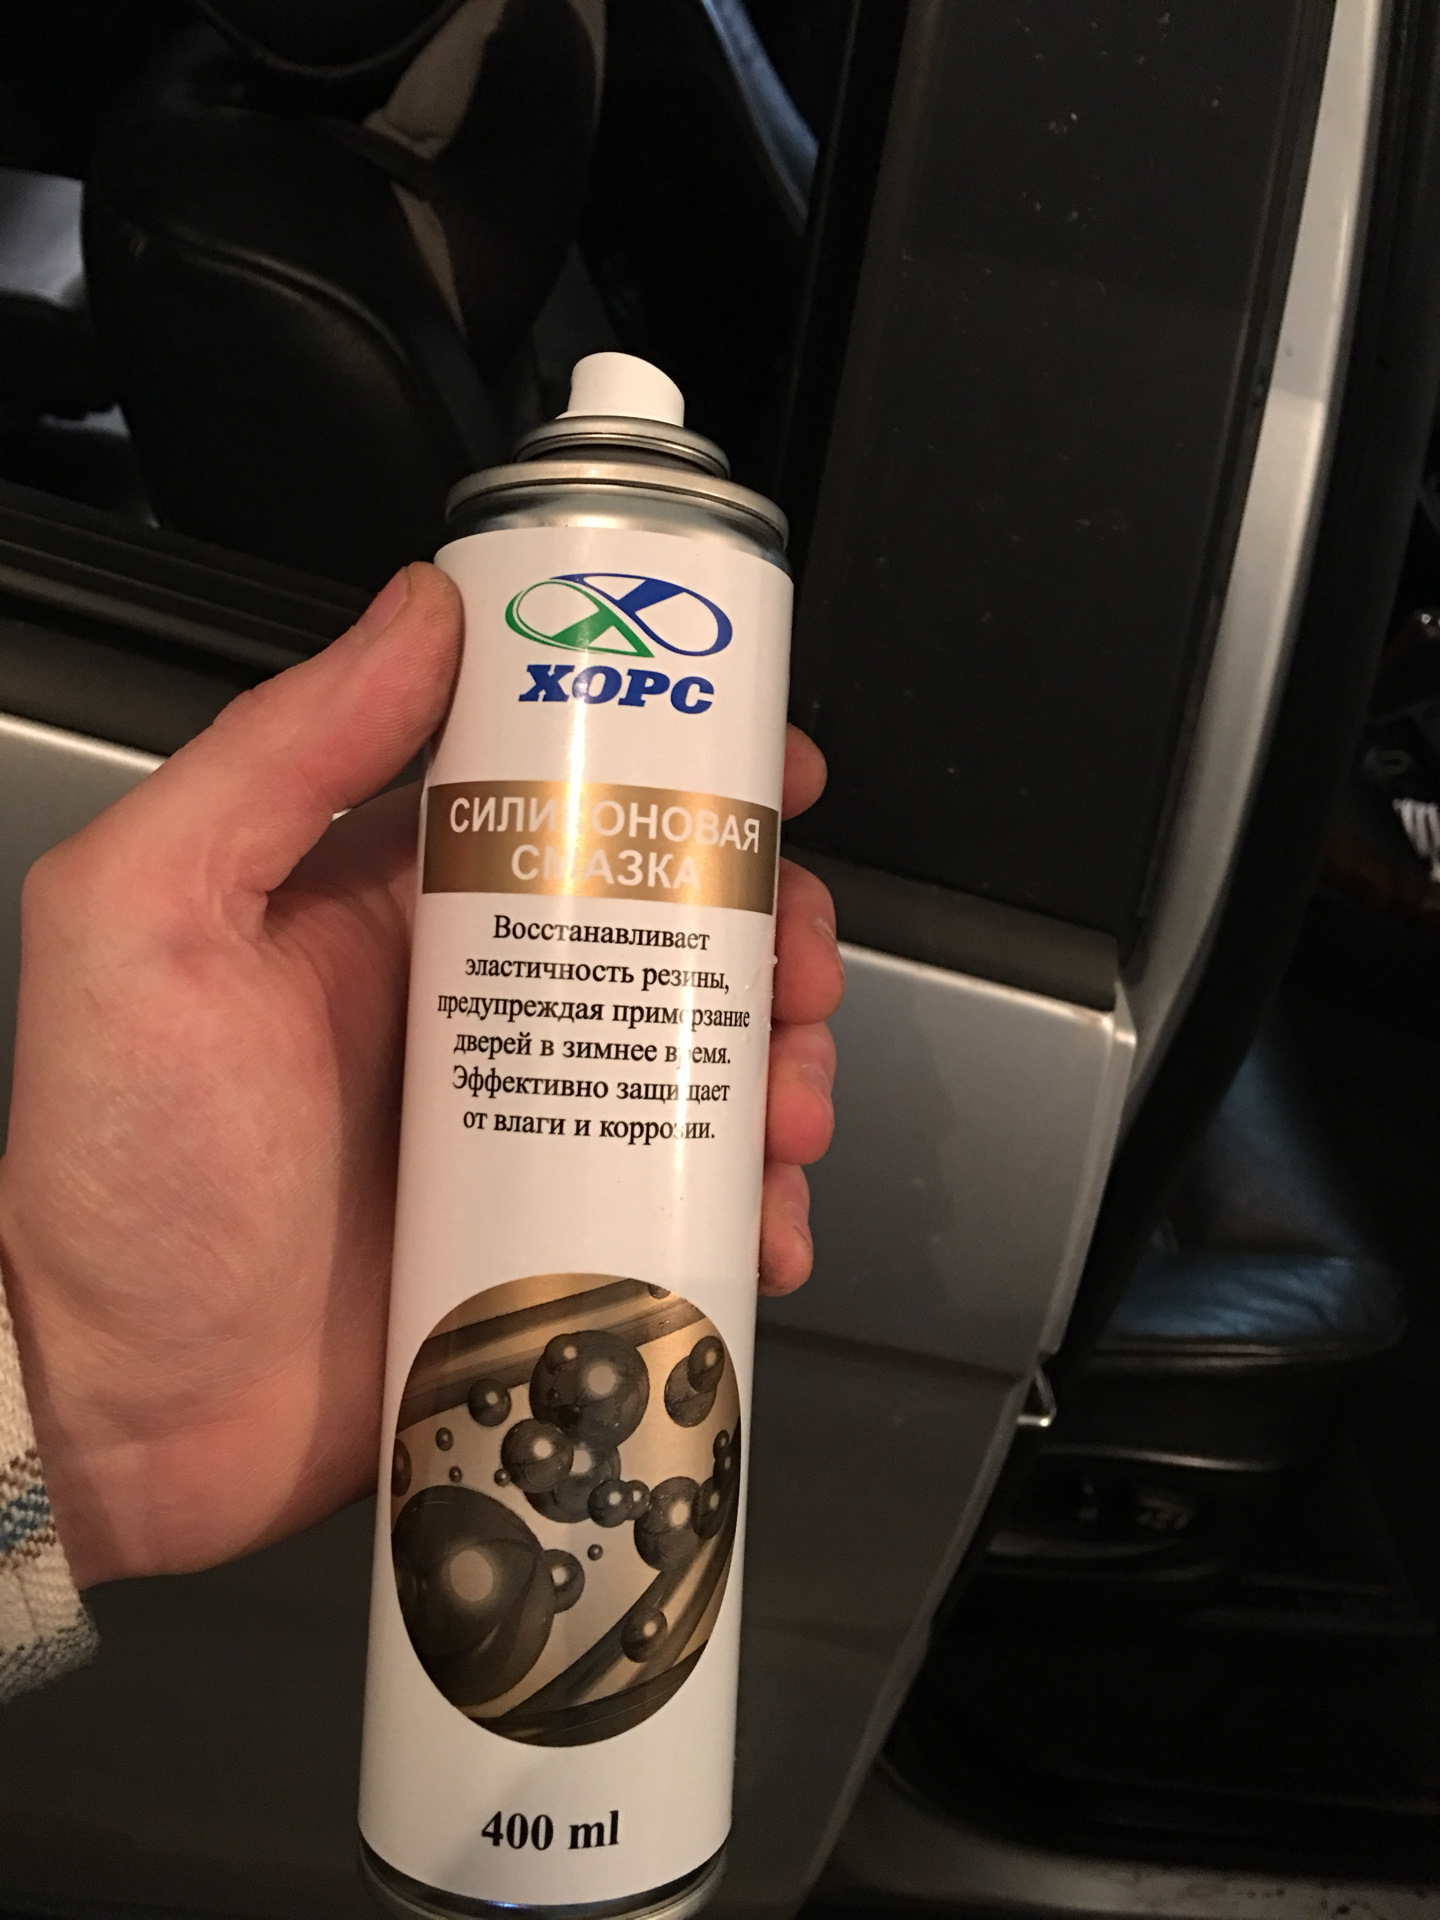 ХОРС
СИЛИКОНОВАЯ
СМАЗКА
Восстанавливает
эластичность резины,
предупреждая примерзание
дверей в зимнее время.
Эффективно защищает
от влаги и коррозии.
400 ml